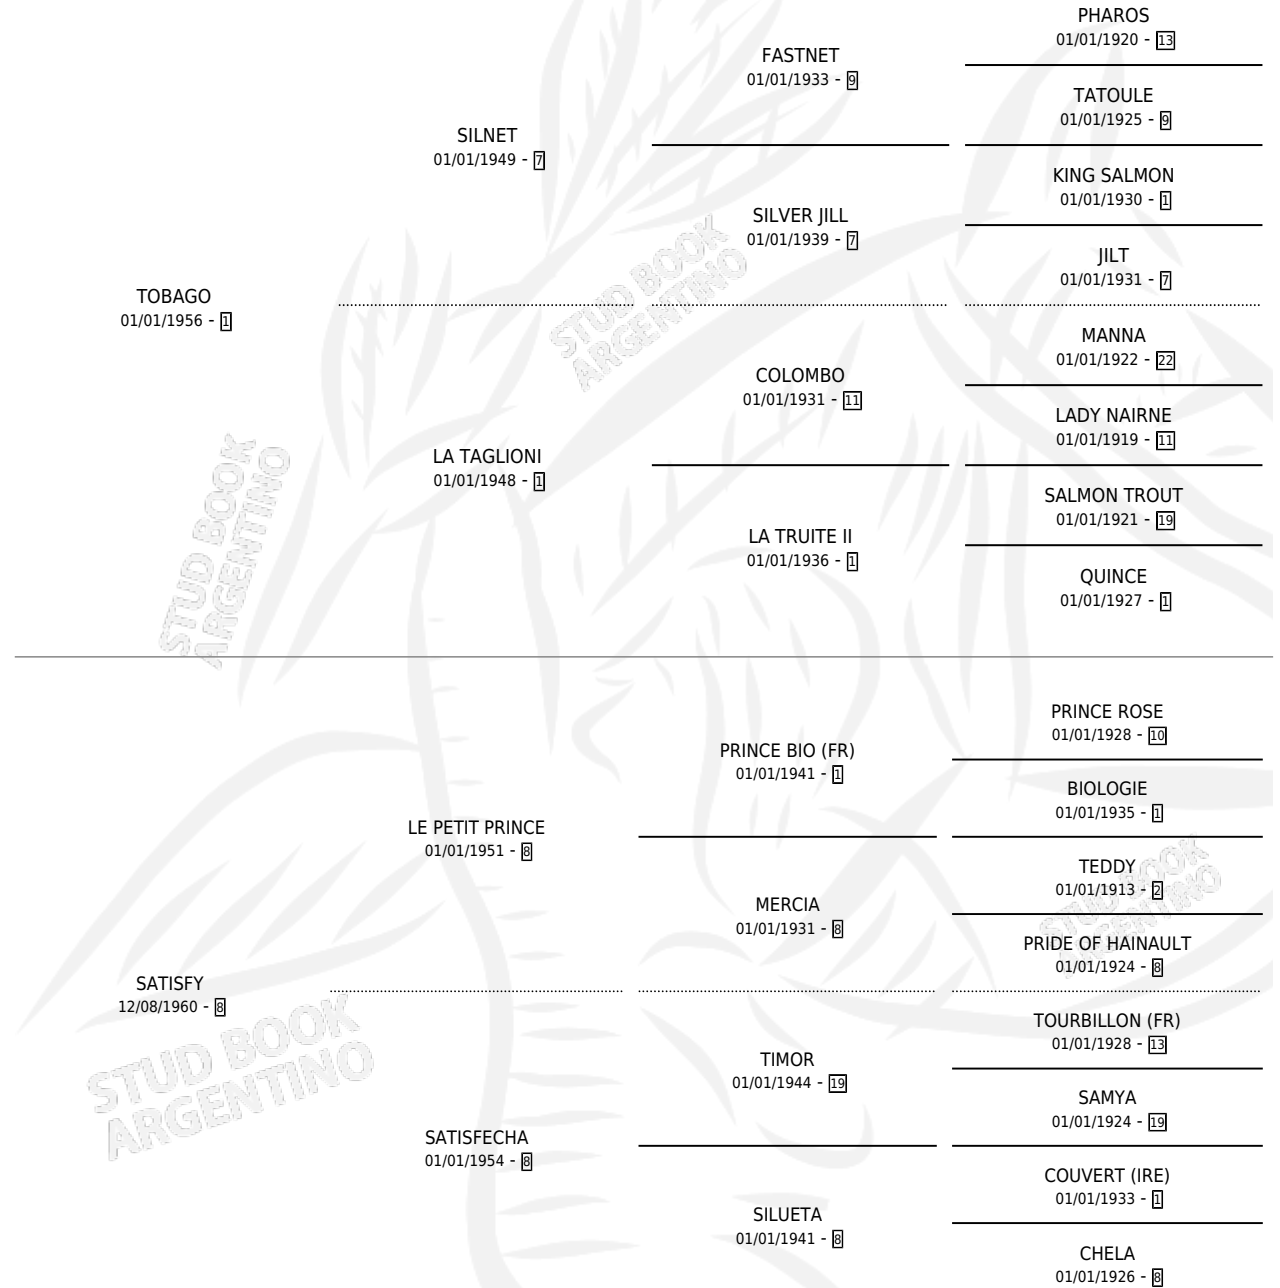 PHAROS
01/01/1920 - 13
FASTNET
01/01/1933 - 9
TATOULE
01/01/1925 - 9
SILNET
01/01/1949 - 7
KING SALMON
01/01/1930 - 1
SILVER JILL
01/01/1939 - 7
JILT
01/01/1931 - 7
TOBAGO
01/01/1956 - 1
MANNA
01/01/1922 - 22
COLOMBO
01/01/1931 - 11
LADY NAIRNE
01/01/1919 - 11
LA TAGLIONI
01/01/1948 - 1
SALMON TROUT
01/01/1921 - 19
LA TRUITE II
01/01/1936 - 1
QUINCE
01/01/1927 - 1
PRINCE ROSE
01/01/1928 - 10
PRINCE BIO (FR)
01/01/1941 - 1
BIOLOGIE
01/01/1935 - 1
LE PETIT PRINCE
01/01/1951 - 8
TEDDY
01/01/1913 - 2
MERCIA
01/01/1931 - 8
PRIDE OF HAINAULT
01/01/1924 - 8
SATISFY
12/08/1960 - 8
TOURBILLON (FR)
01/01/1928 - 13
TIMOR
01/01/1944 - 19
SAMYA
01/01/1924 - 19
SATISFECHA
01/01/1954 - 8
COUVERT (IRE)
01/01/1933 - 1
SILUETA
01/01/1941 - 8
CHELA
01/01/1926 - 8
STUD BOOK
ARGENTINO
STUD BOOK
ARGENTINO
STUD BOOK
ARGENTINO
STUD BOOK
ARGENTINO